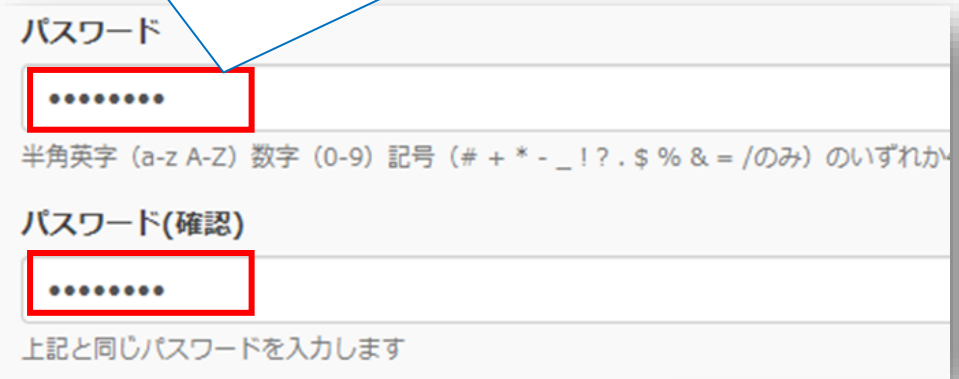 パスワード
••••••••
半角英字（a-z A-Z）数字（0-9）記号（# + * - _ ! ? . $ % & = /のみ）のいずれか
パスワード(確認)
••••••••
上記と同じパスワードを入力します